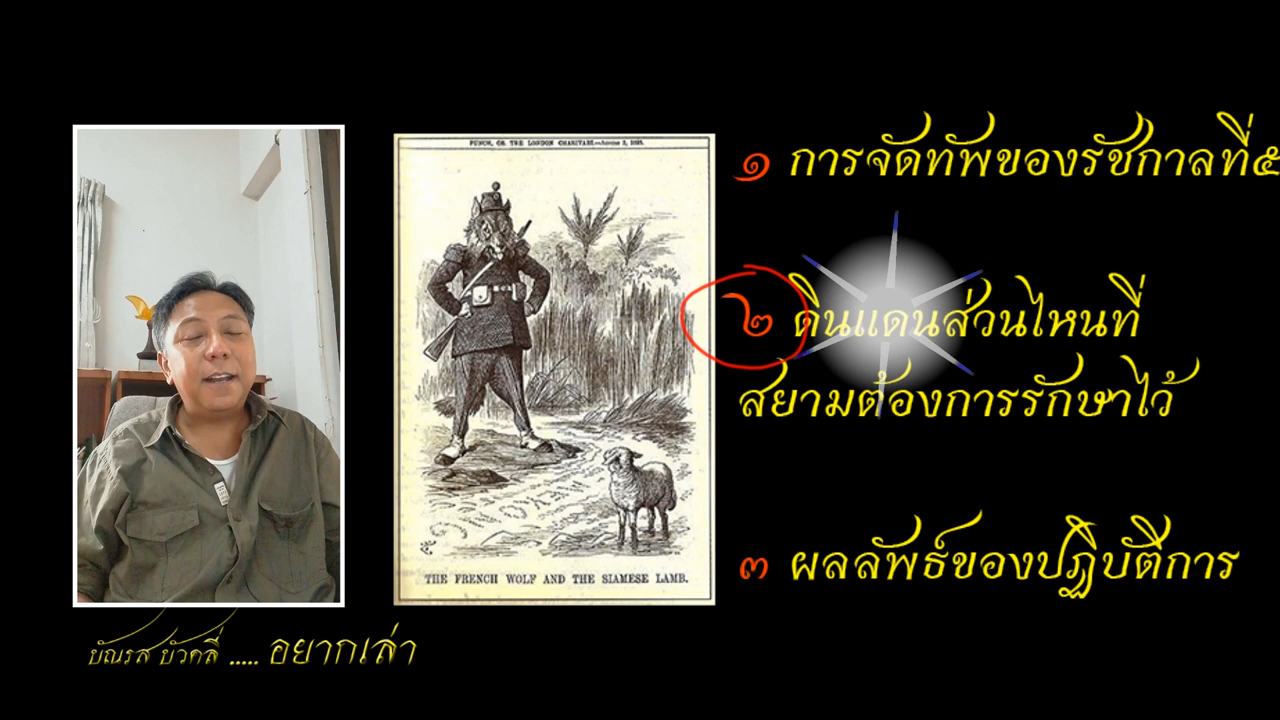 PUNCH, OR THE LONDON CHARIVARI.—AUGUST 5, 1893.
๑ การจัดทัพของรัชกาลที่๕
๒ ดินแดนส่วนไหนที่
สยามต้องการรักษาไว้
๓ ผลลัพธ์ของปฏิบัติการ
MEKONG
THE FRENCH WOLF AND THE SIAMESE LAMB.
บัณรส บัวคลี่ ..... อยากเล่า